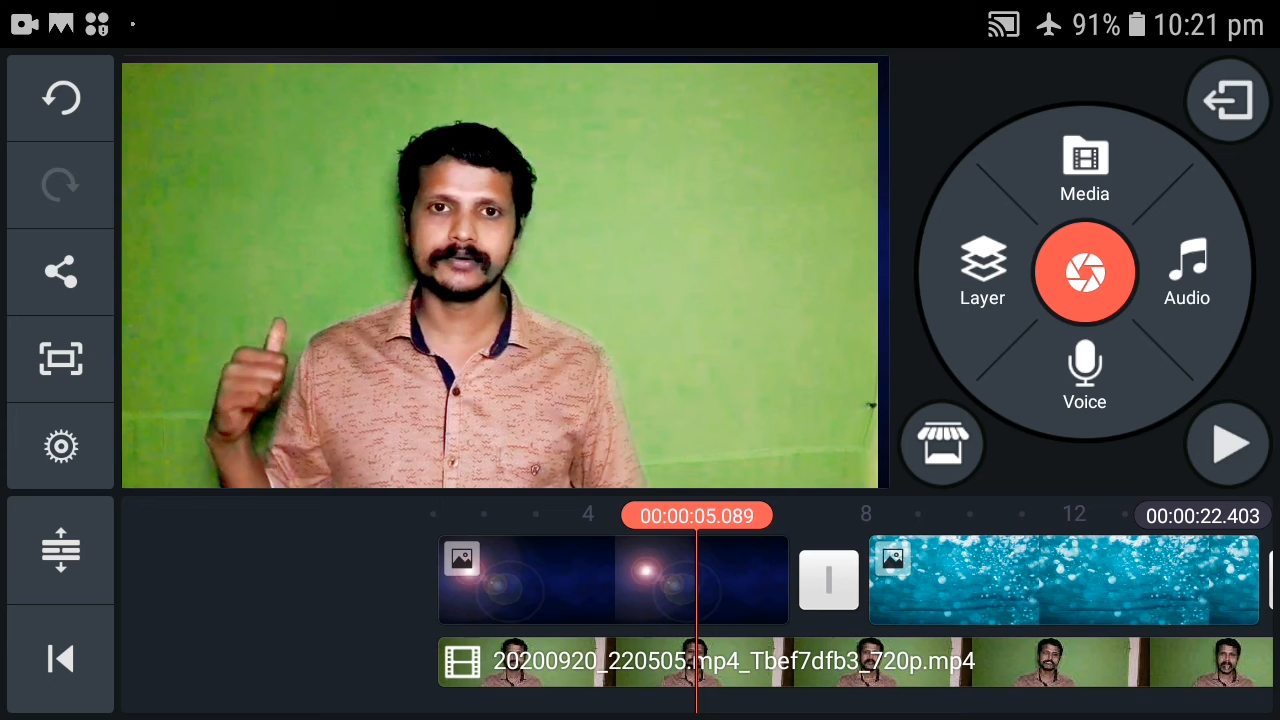 91% 10:21 pm
Media
Layer
Audio
Voice
4
00:00:05.089
8
12
00:00:22.403
20200920_220505.mp4_Tbef7dfb3_720p.mp4